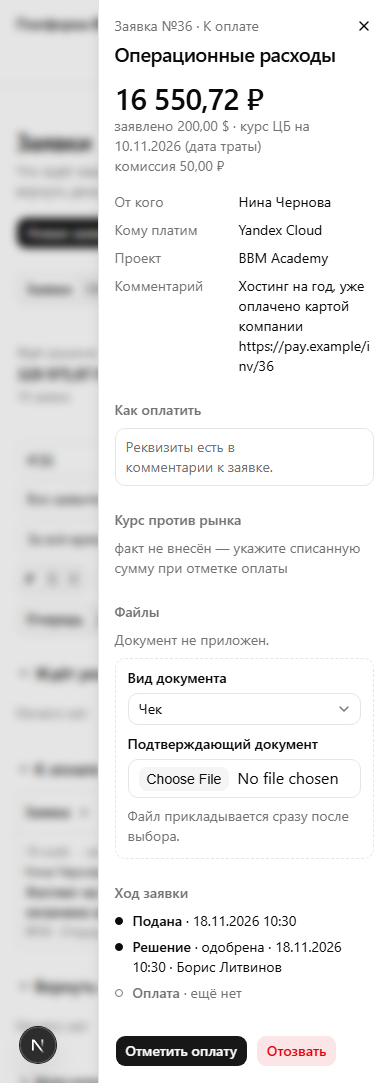 Заявка №36 · К оплате
Операционные расходы
16 550,72 ₽
заявлено 200,00 $ · курс ЦБ на
10.11.2026 (дата траты)
комиссия 50,00 ₽
От кого Нина Чернова
Кому платим Yandex Cloud
Проект BBM Academy
Комментарий Хостинг на год, уже
оплачено картой
компании
https://pay.example/i
nv/36
Как оплатить
Реквизиты есть в
комментарии к заявке.
Курс против рынка
факт не внесён — укажите списанную
сумму при отметке оплаты
Файлы
Документ не приложен.
Вид документа
Чек
Подтверждающий документ
Choose File No file chosen
Файл прикладывается сразу после
выбора.
Ход заявки
Подана · 18.11.2026 10:30
Решение · одобрена · 18.11.2026
10:30 · Борис Литвинов
Оплата · ещё нет
N
Отметить оплату Отозвать